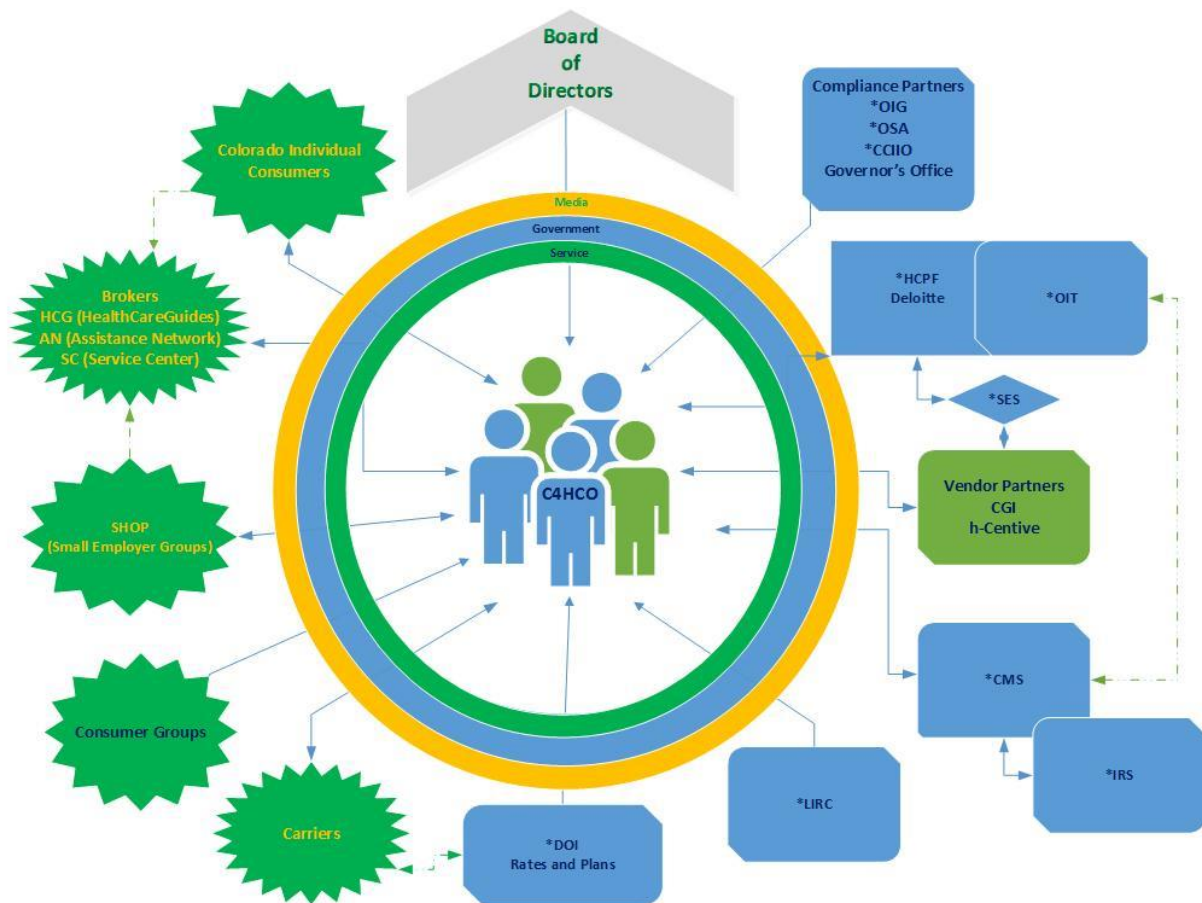 Board
of
Directors
Compliance Partners
*OIG
*OSA
*CCIIO
Governor's Office
Colorado Individual
Consumers
Media
Government
Service
*HCPF
Deloitte
*OIT
Brokers
HCG (HealthCareGuides)
AN (Assistance Network)
SC (Service Center)
*SES
C4HCO
Vendor Partners
CGI
h-Centive
SHOP
(Small Employer Groups)
*CMS
Consumer Groups
*IRS
*LIRC
Carriers
*DOI
Rates and Plans